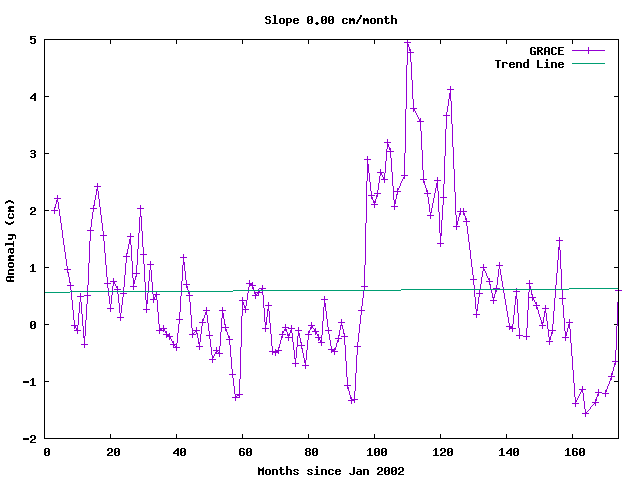 Slope 0.00 cm/month
GRACE
Trend Line
5
4
3
2
1
0
-1
-2
Anomaly (cm)
0 20 40 60 80 100 120 140 160
Months since Jan 2002